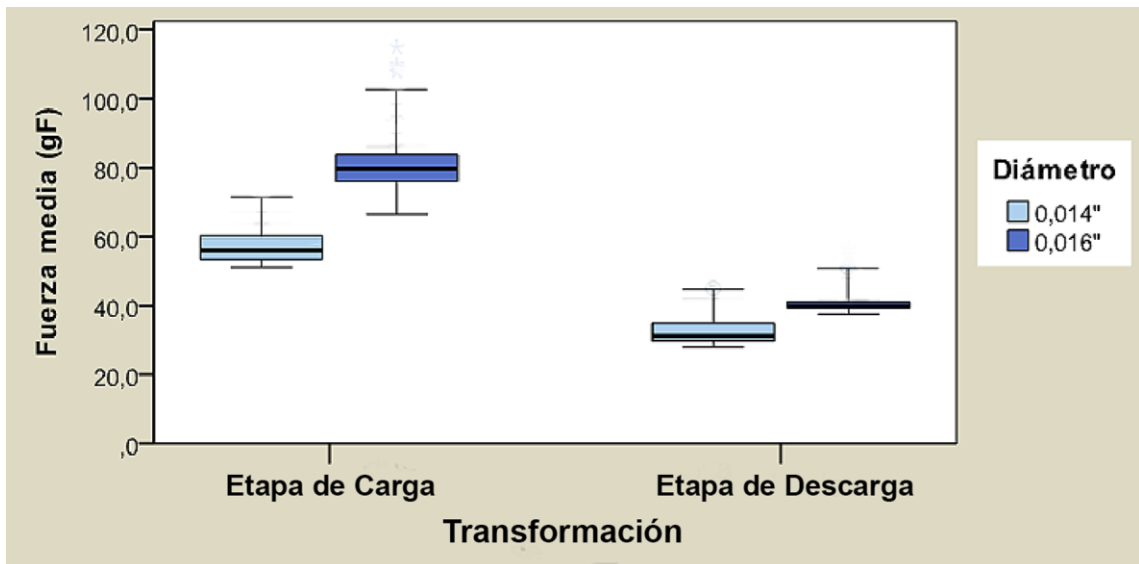 Fuerza media (gF)
120,0
100,0
80,0
60,0
40,0
20,0
,0
Etapa de Carga
Etapa de Descarga
Transformación
Diámetro
0,014"
0,016"